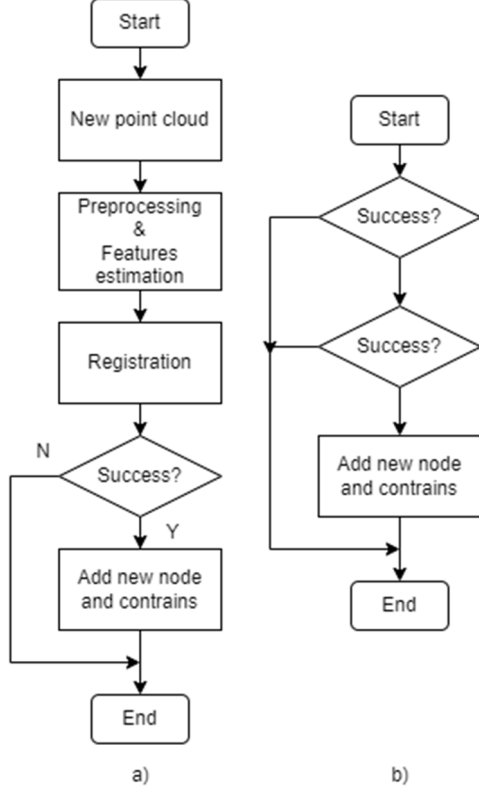 Start
New point cloud
Preprocessing
&
Features
estimation
Registration
N
Success?
Y
Add new node
and contrains
End
a)
Start
Success?
Success?
Add new node
and contrains
End
b)